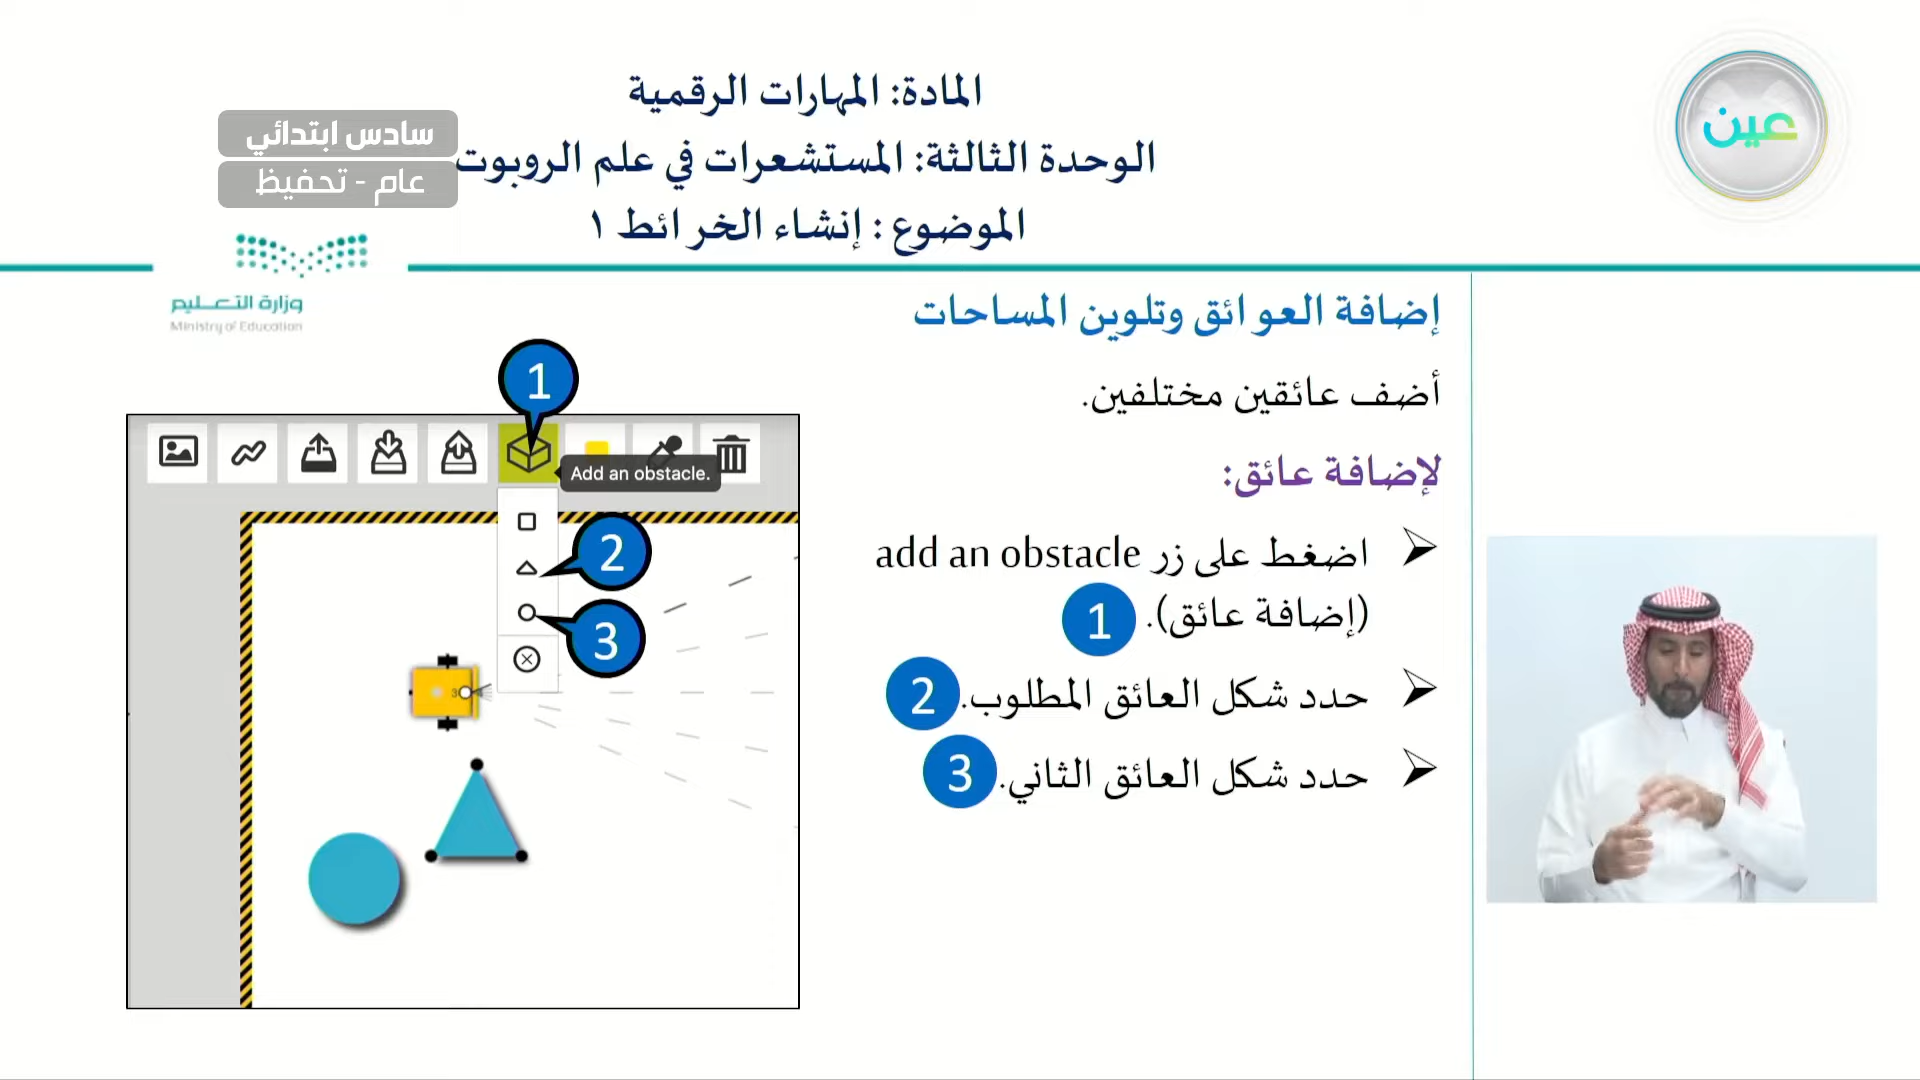 المادة: المهارات الرقمية
الوحدة الثالثة: المستشعرات في علم الروبوت
الموضوع : إنشاء الخرائط ١
عين
سادس ابتدائي
عام - تحفيظ
وزارة التعليم
Ministry of Education
إضافة العوائق وتلوين المساحات
أضف عائقين مختلفين.
لإضافة عائق:
اضغط على زر add an obstacle
(إضافة عائق). 1
حدد شكل العائق المطلوب. 2
حدد شكل العائق الثاني. 3
1
Add an obstacle.
2
3